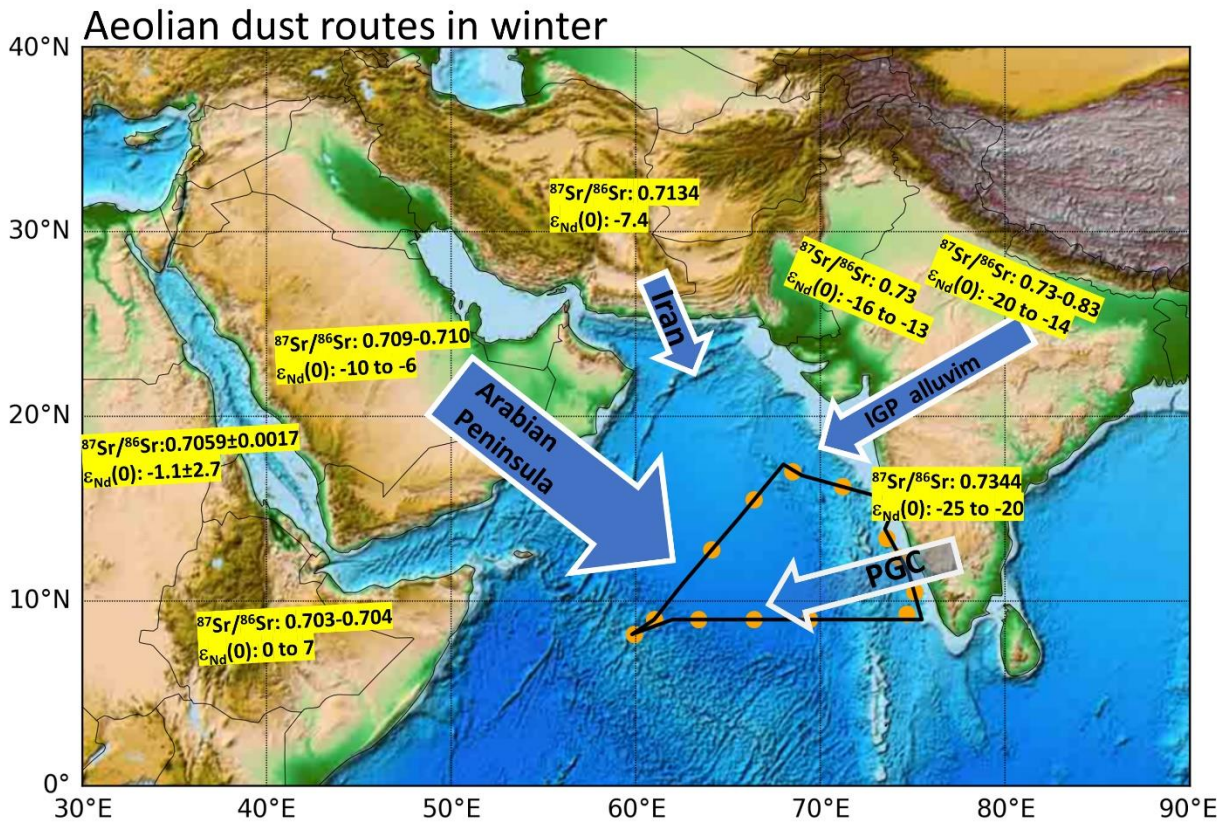 Aeolian dust routes in winter
40°N
30°N
20°N
10°N
0°
⁸⁷Sr/⁸⁶Sr: 0.7134
εNd(0): -7.4
⁸⁷Sr/⁸⁶Sr: 0.73
εNd(0): -16 to -13
⁸⁷Sr/⁸⁶Sr: 0.73-0.83
εNd(0): -20 to -14
Iran
⁸⁷Sr/⁸⁶Sr: 0.709-0.710
εNd(0): -10 to -6
Arabian
Peninsula
IGP alluvim
⁸⁷Sr/⁸⁶Sr:0.7059±0.0017
εNd(0): -1.1±2.7
⁸⁷Sr/⁸⁶Sr: 0.7344
εNd(0): -25 to -20
PGC
⁸⁷Sr/⁸⁶Sr: 0.703-0.704
εNd(0): 0 to 7
30°E
40°E
50°E
60°E
70°E
80°E
90°E